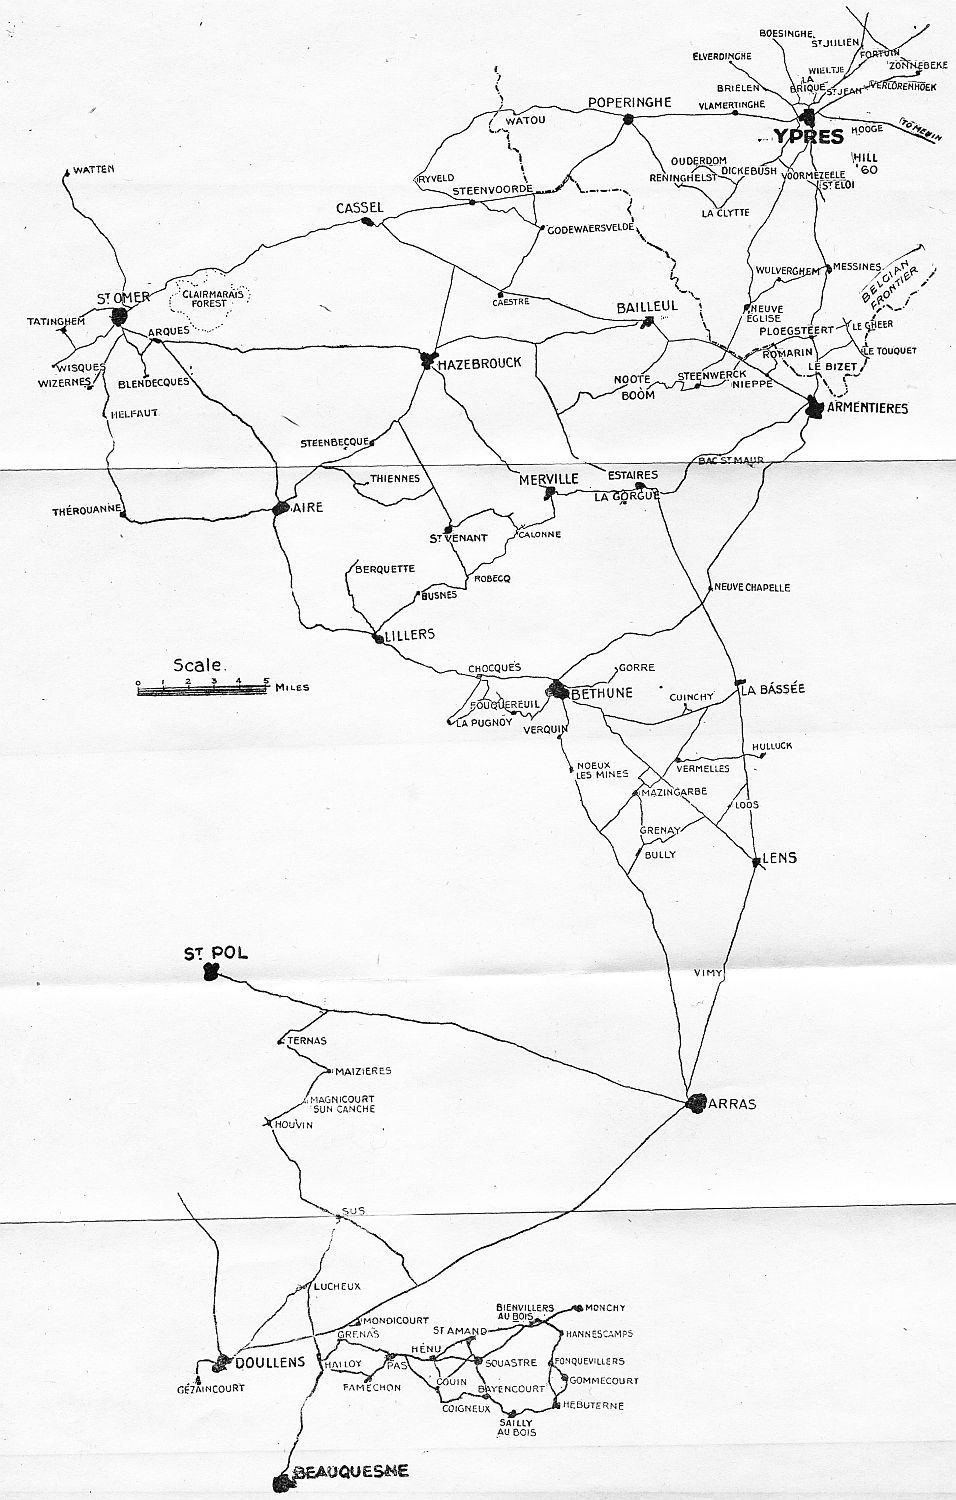 BOESINGHE
ST JULIEN
ELVERDINGHE
FORTUIN
ZONNEBEKE
WIELTJE
LA
BRIQUE
BRIELEN
ST JEAN
VERLORENHOEK
POPERINGHE
VLAMERTINGHE
WATOU
YPRES
HOOGE
TO MENIN
OUDERDOM
HILL
'60
DICKEBUSH
RENINGHELST
VOORMEZEELE
ST ELOI
WATTEN
RYVELD
STEENVOORDE
LA CLYTTE
CASSEL
GODEWAERSVELDE
WULVERGHEM
MESSINES
BELGIAN
FRONTIER
CLAIRMARAIS
FOREST
ST OMER
CAESTRE
BAILLEUL
NEUVE
EGLISE
TATINGHEM
ARQUES
PLOEGSTEERT
LE GHEER
ROMARIN
LE TOUQUET
HAZEBROUCK
LE BIZET
WISQUES
WIZERNES
BLENDECQUES
NOOTE
BOOM
STEENWERCK
NIEPPE
ARMENTIERES
HELFAUT
STEENBECQUE
BAC ST MAUR
THIENNES
MERVILLE
ESTAIRES
LA GORGUE
THÉROUANNE
AIRE
ST VENANT
CALONNE
BERQUETTE
ROBECQ
BUSNES
NEUVE CHAPELLE
LILLERS
Scale.
0 1 2 3 4 5
MILES
CHOCQUES
GORRE
BETHUNE
CUINCHY
LA BÁSSÉE
FOUQUEREUIL
LA PUGNOY
VERQUIN
HULLUCK
NOEUX
LES MINES
VERMELLES
MAZINGARBE
LOOS
GRENAY
BULLY
LENS
ST POL
VIMY
TERNAS
MAIZIERES
MAGNICOURT
SUN CANCHE
ARRAS
HOUVIN
SUS
LUCHEUX
BIENVILLERS
AU BOIS
MONCHY
MONDICOURT
GRENAS
ST AMAND
HANNESCAMPS
HÉNU
DOULLENS
HALLOY
PAS
SOUASTRE
FONQUEVILLERS
GÉZAINCOURT
FAMECHON
COUIN
BAYENCOURT
GOMMECOURT
COIGNEUX
HEBUTERNE
SAILLY
AU BOIS
BEAUQUESNE